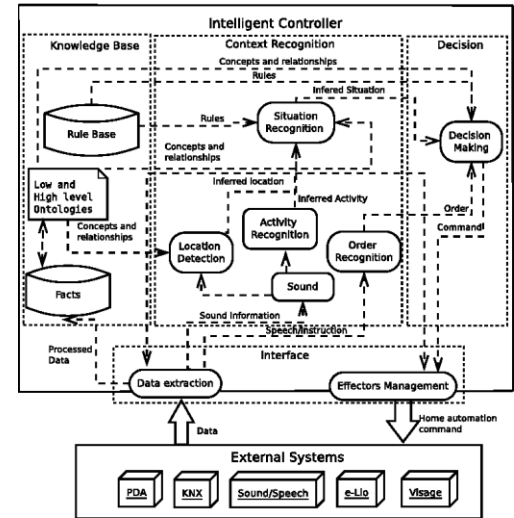 Intelligent Controller
Knowledge Base
Context Recognition
Decision
Concepts and relationships
Rules
Infered Situation
Rule Base
Rules
Situation
Recognition
Decision
Making
Concepts and
relationships
Low and
High level
Ontologies
Inferred location
Inferred Activity
Concepts and
relationships
Activity
Recognition
Order
Command
Location
Detection
Order
Recognition
Facts
Sound
Sound Information
Speech/Instruction
Processed
Data
Interface
Data extraction
Effectors Management
Data
Home automation
command
External Systems
PDA
KNX
Sound/Speech
e-Lio
Visage